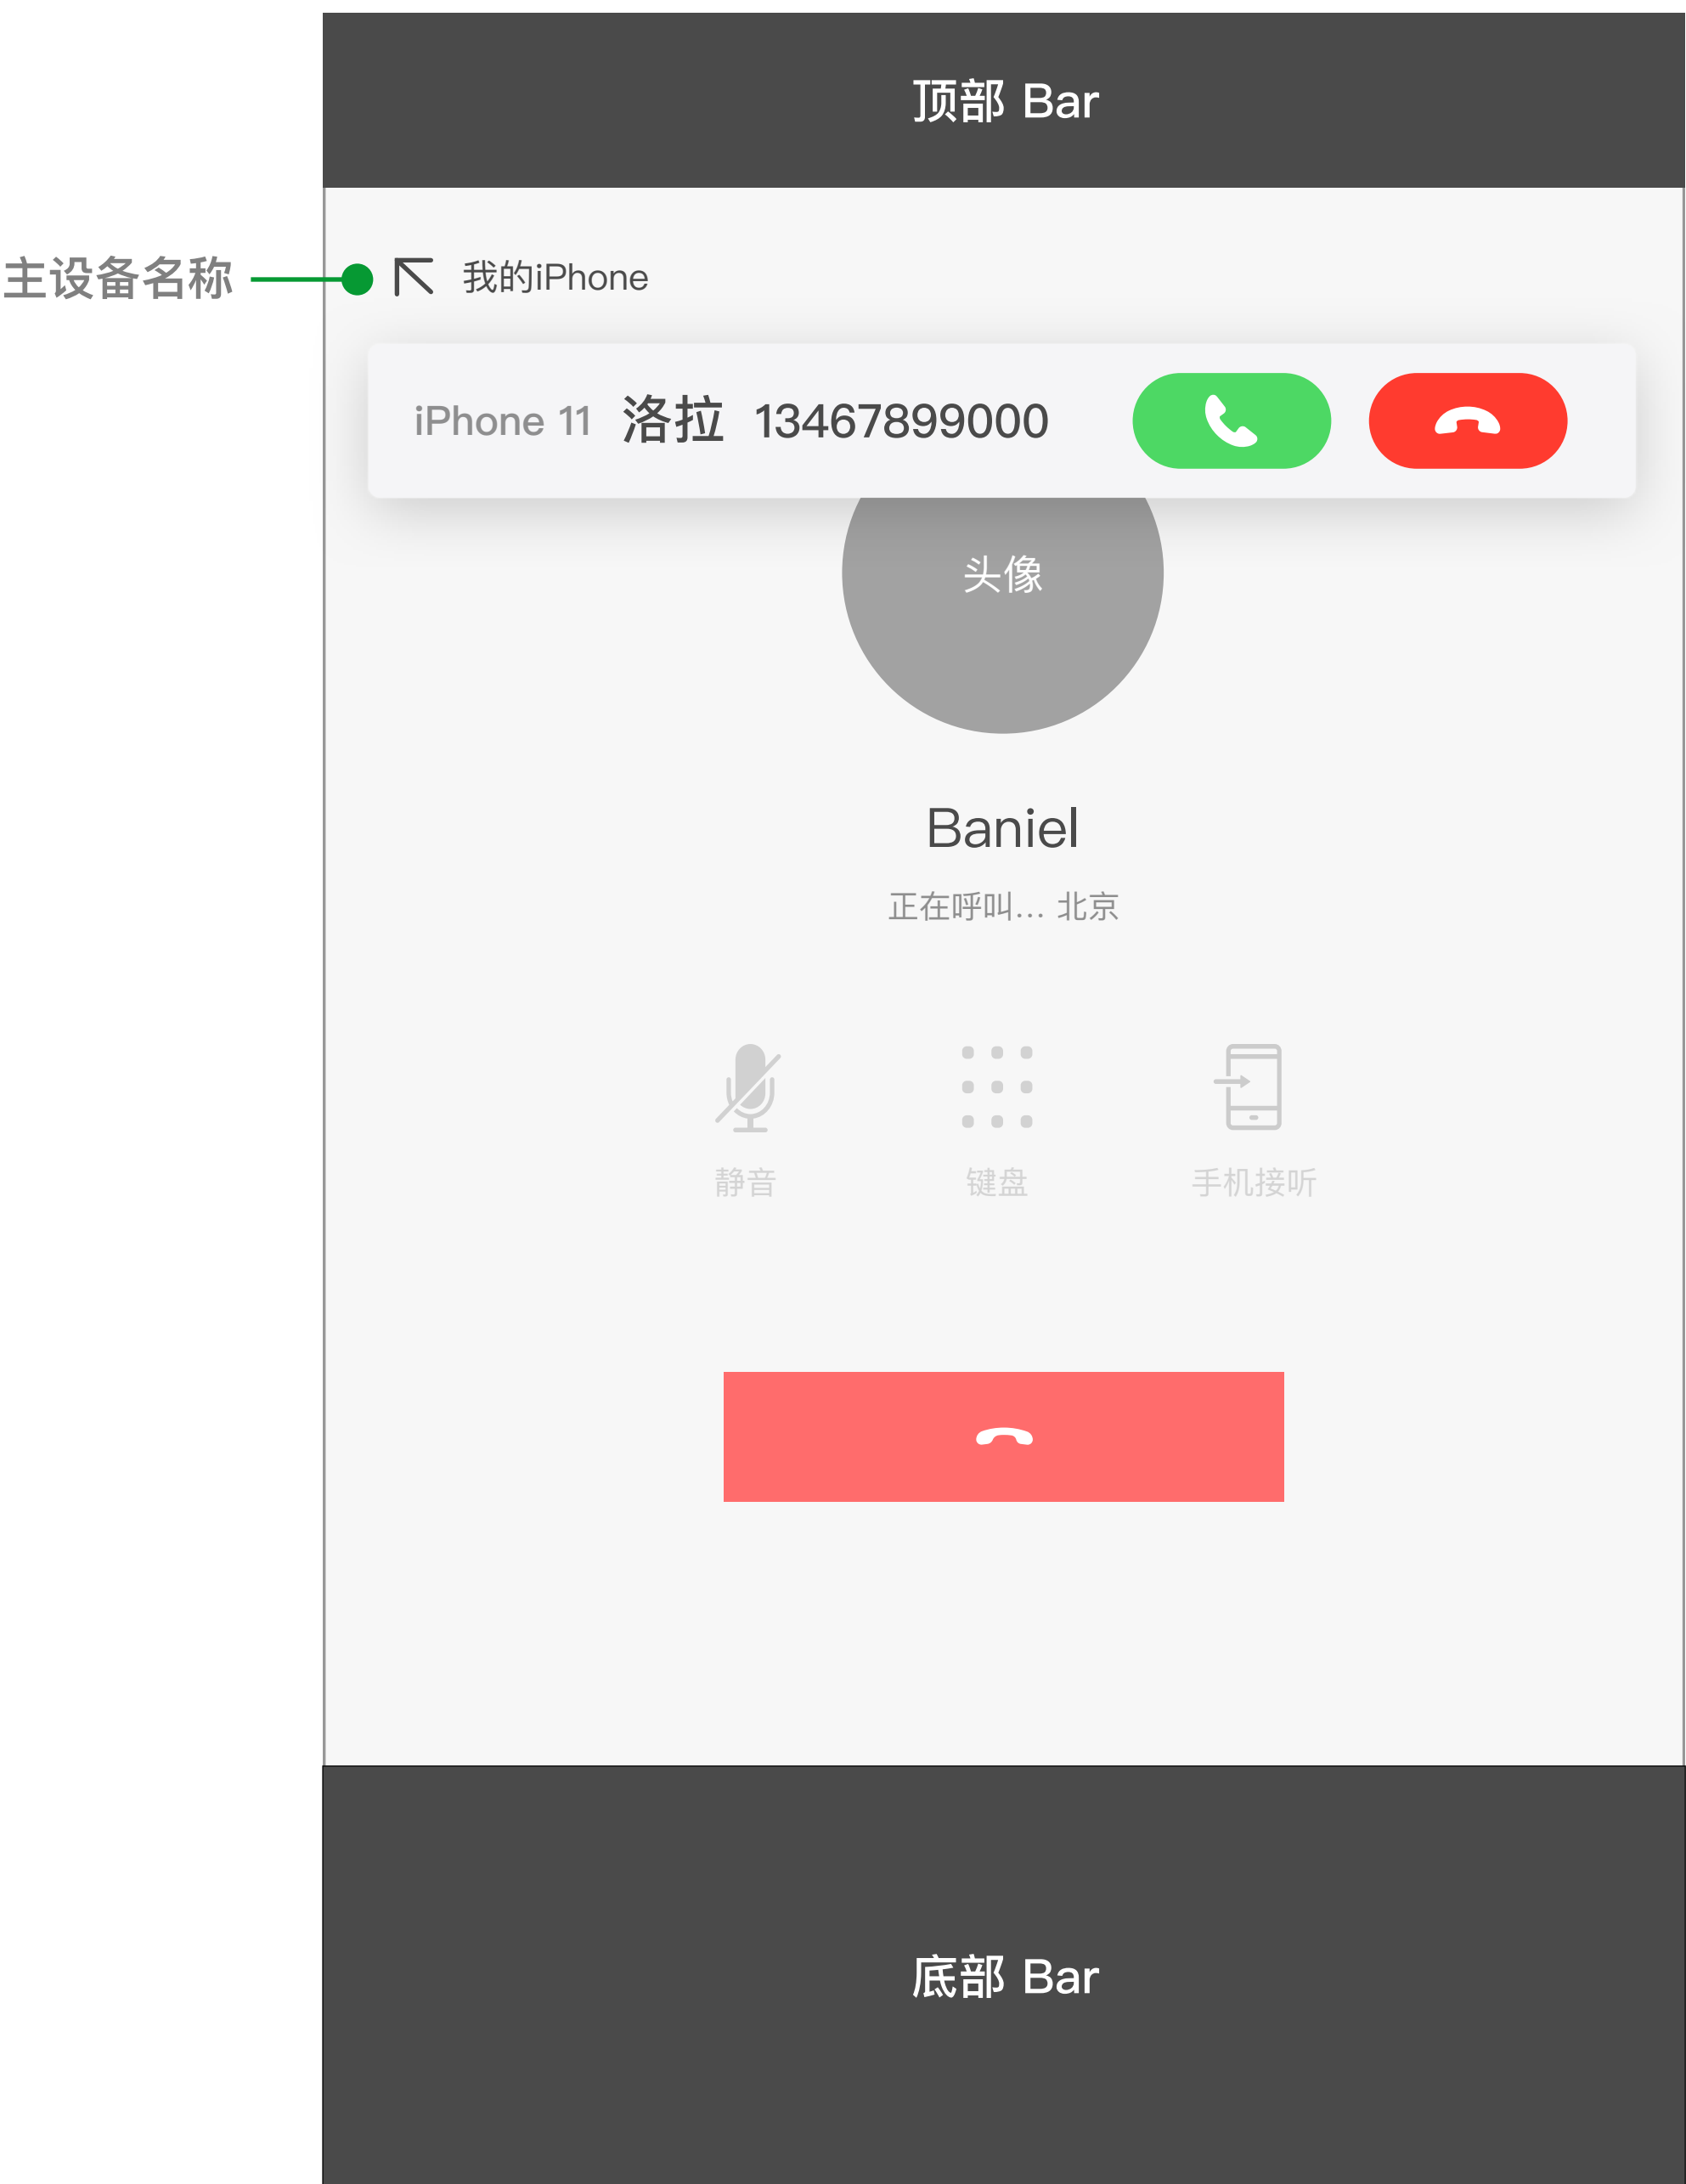 顶部 Bar
主设备名称
我的iPhone
iPhone 11 洛拉 13467899000
头像
Baniel
正在呼叫... 北京
静音 键盘 手机接听
底部 Bar